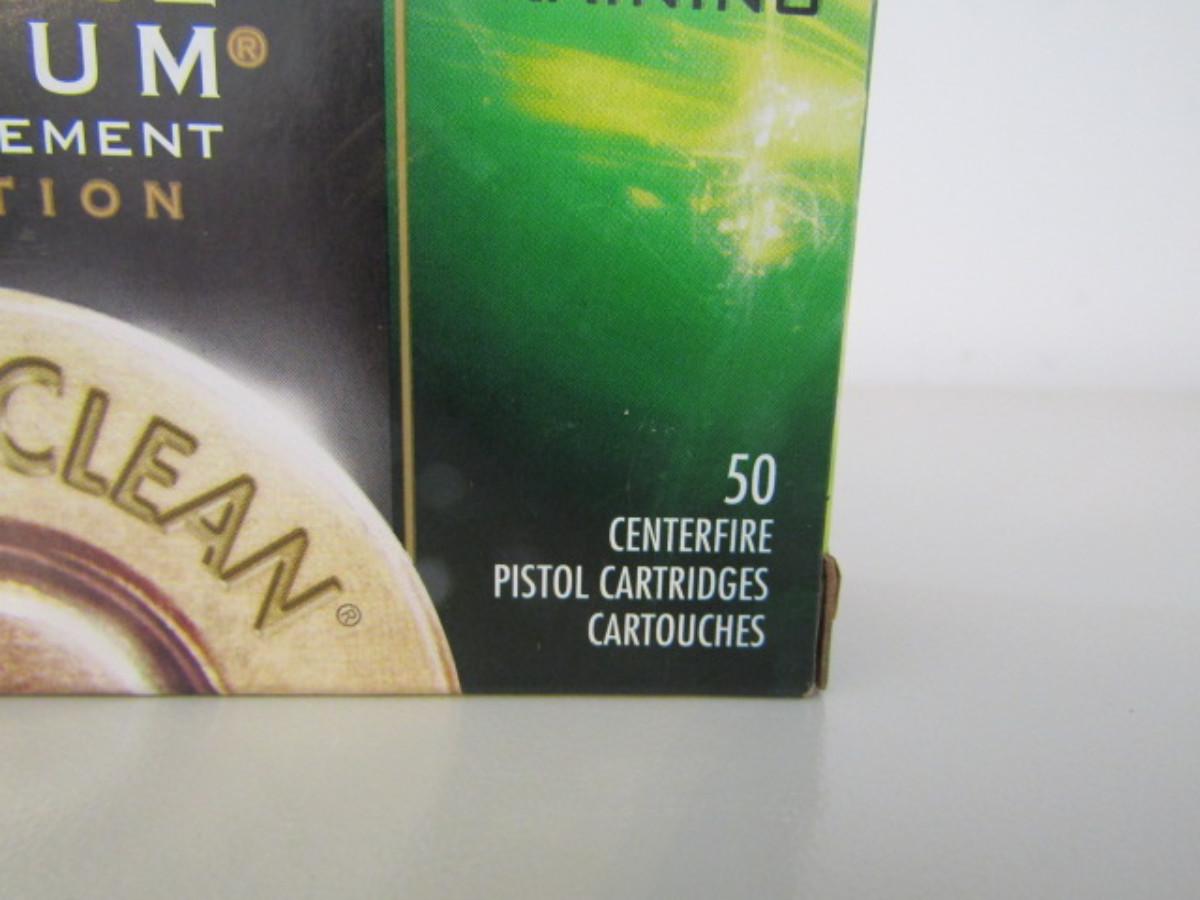 UM®
EMENT
TION
CLEAN®
50
CENTERFIRE
PISTOL CARTRIDGES
CARTOUCHES